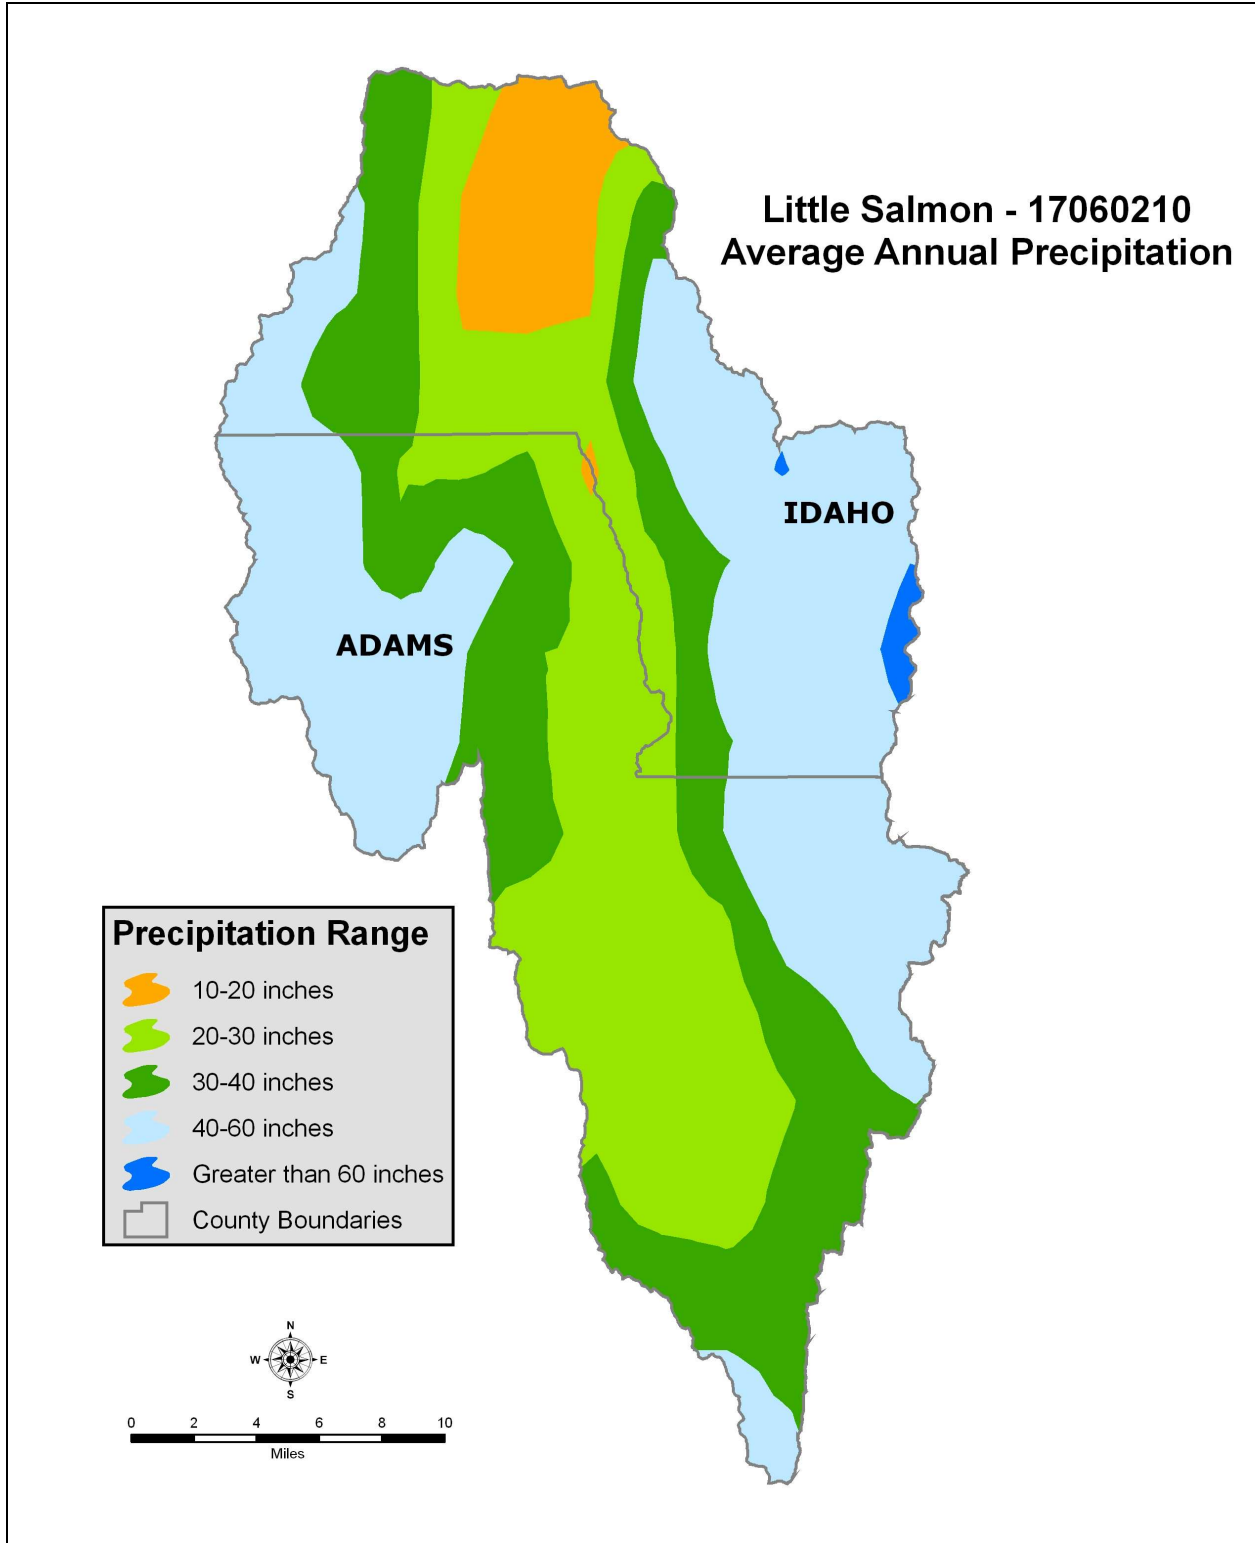 Little Salmon - 17060210
Average Annual Precipitation
IDAHO
ADAMS
Precipitation Range
10-20 inches
20-30 inches
30-40 inches
40-60 inches
Greater than 60 inches
County Boundaries
N
W E
S
0 2 4 6 8 10
Miles